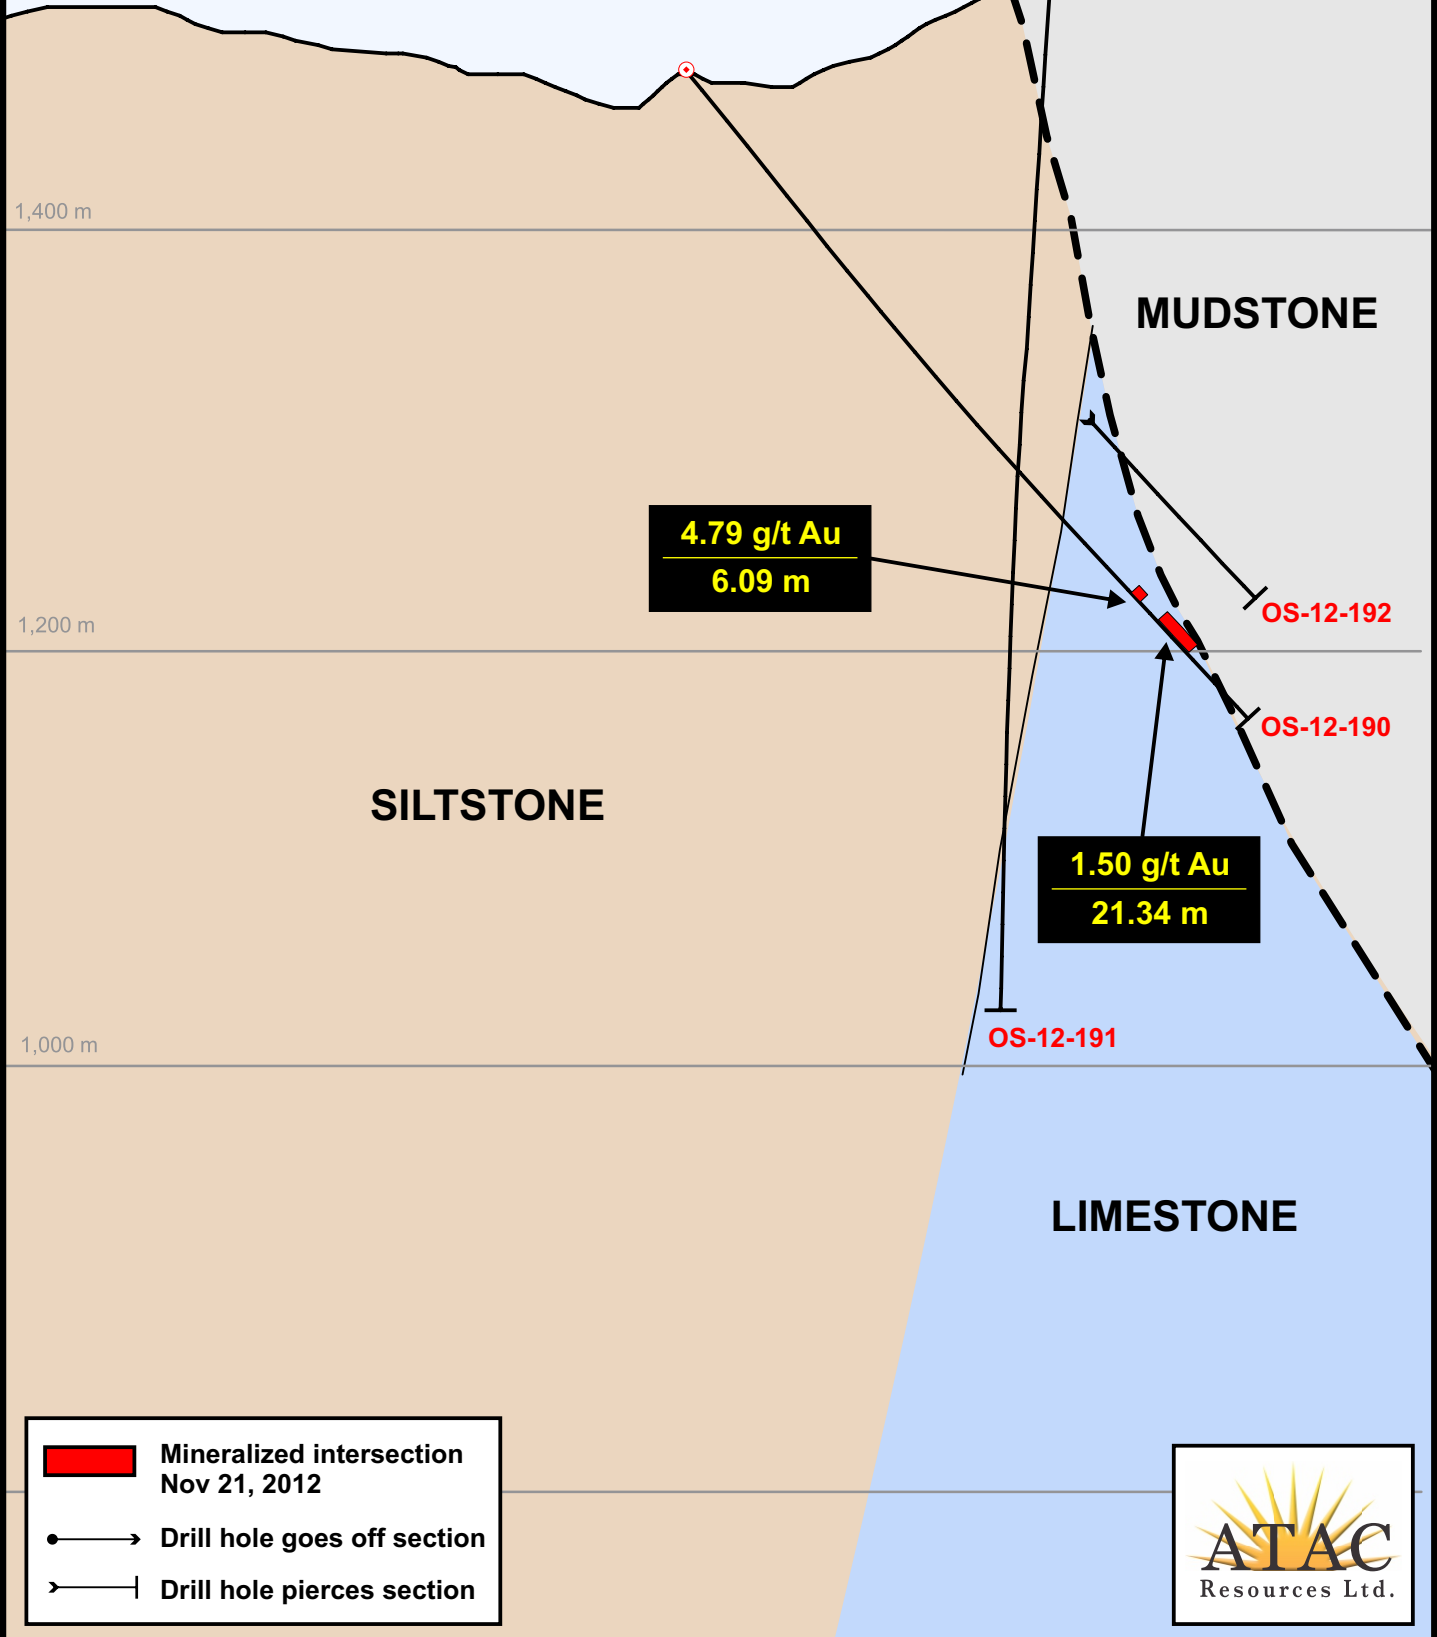 1,400 m
MUDSTONE
4.79 g/t Au
6.09 m
OS-12-192
1,200 m
OS-12-190
SILTSTONE
1.50 g/t Au
21.34 m
OS-12-191
1,000 m
LIMESTONE
Mineralized intersection
Nov 21, 2012
Drill hole goes off section
Drill hole pierces section
ATAC
Resources Ltd.